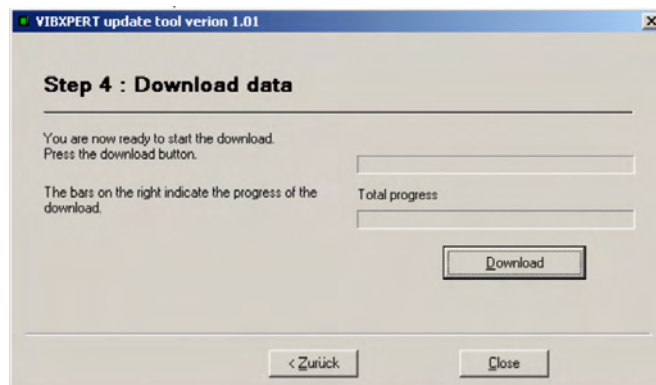 VIBXPERT update tool verion 1.01
Step 4 : Download data
You are now ready to start the download.
Press the download button.
The bars on the right indicate the progress of the
download.
Total progress
Download
< Zurück
Close